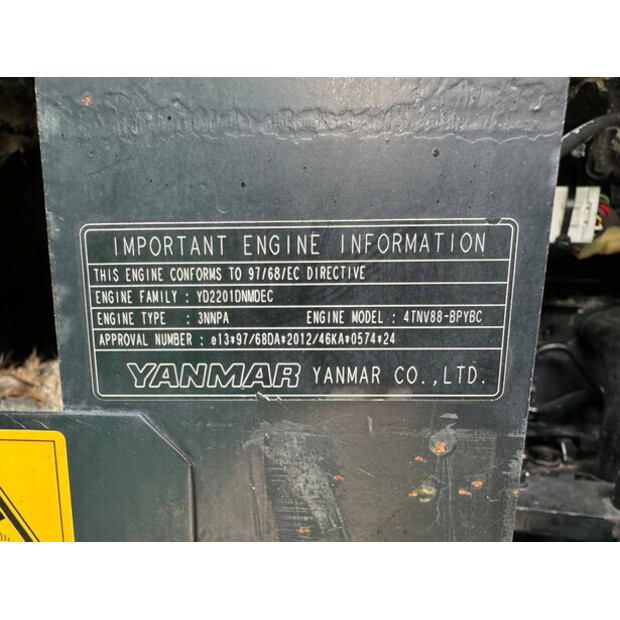 IMPORTANT ENGINE INFORMATION
THIS ENGINE CONFORMS TO 97/68/EC DIRECTIVE
ENGINE FAMILY : YD2201DNMDEC
ENGINE TYPE : 3NNPA ENGINE MODEL : 4TNV88-BPYBC
APPROVAL NUMBER : e13*97/68DA*2012/46KA*0574*24
YANMAR YANMAR CO.,LTD.